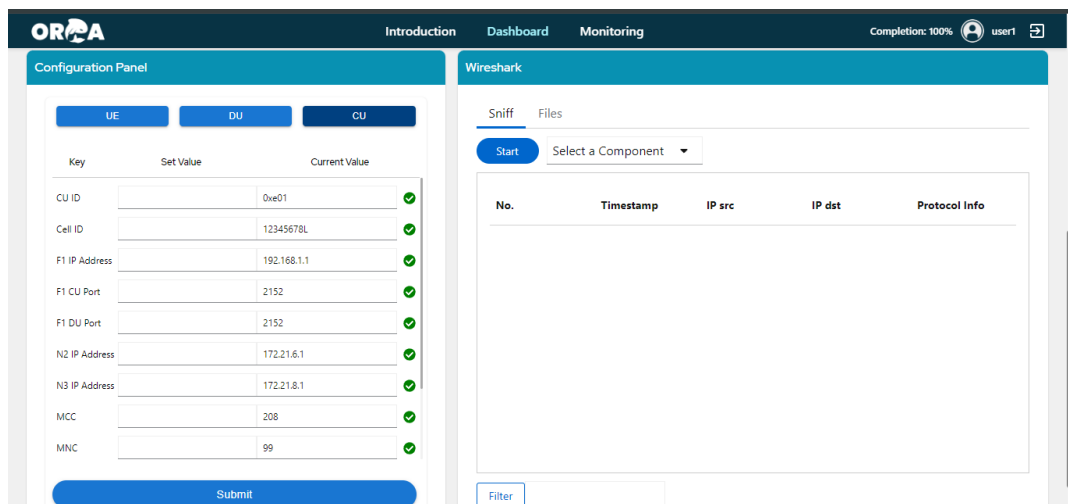 ORCA Introduction Dashboard Monitoring Completion: 100% user1
Configuration Panel
UE DU CU
Key Set Value Current Value
CU ID 0xe01
Cell ID 12345678L
F1 IP Address 192.168.1.1
F1 CU Port 2152
F1 DU Port 2152
N2 IP Address 172.21.6.1
N3 IP Address 172.21.8.1
MCC 208
MNC 99
Submit
Wireshark
Sniff Files
Start Select a Component
No. Timestamp IP src IP dst Protocol Info
Filter